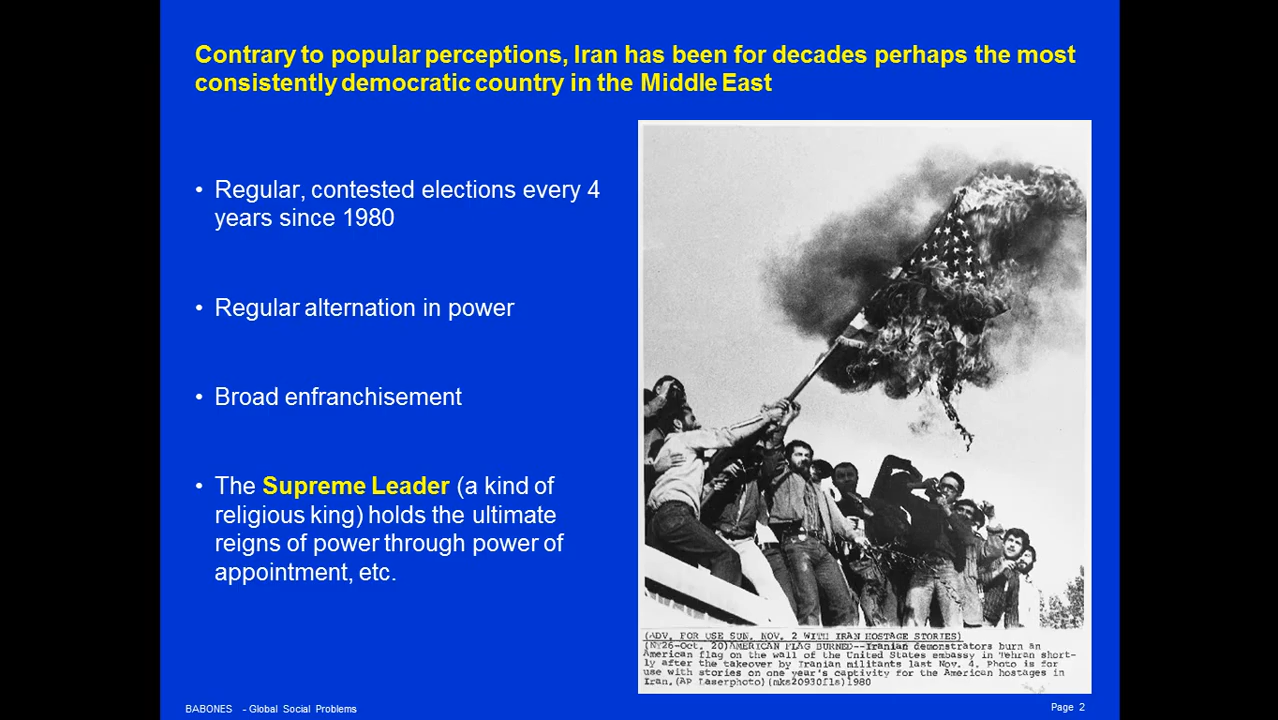 Contrary to popular perceptions, Iran has been for decades perhaps the most
consistently democratic country in the Middle East
• Regular, contested elections every 4
years since 1980
• Regular alternation in power
• Broad enfranchisement
• The Supreme Leader (a kind of
religious king) holds the ultimate
reigns of power through power of
appointment, etc.
(ADV. FOR USE SUN. NOV. 2 WITH IRAN HOSTAGE STORIES)
(NY26-Oct. 20)AMERICAN FLAG BURNED--Iranian demonstrators burn an
American flag on the wall of the United States embassy in Tehran short-
ly after the takeover by Iranian militants last Nov. 4. Photo is for
use with stories on one year's captivity for the American hostages in
Iran.(AP Laserphoto)(mks20930fls)1980
BABONES - Global Social Problems
Page 2